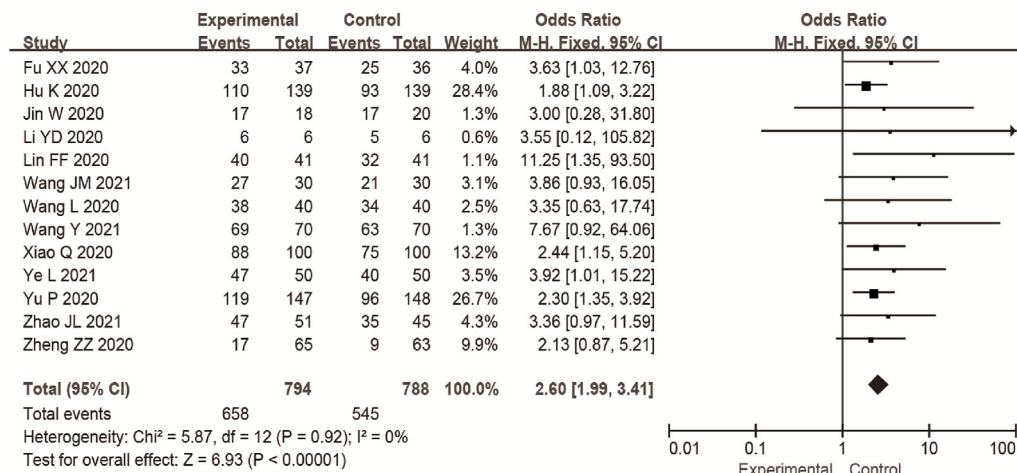 Experimental Control Odds Ratio Odds Ratio
Study Events Total Events Total Weight M-H. Fixed. 95% CI M-H. Fixed. 95% CI
Fu XX 2020 33 37 25 36 4.0% 3.63 [1.03, 12.76]
Hu K 2020 110 139 93 139 28.4% 1.88 [1.09, 3.22]
Jin W 2020 17 18 17 20 1.3% 3.00 [0.28, 31.80]
Li YD 2020 6 6 5 6 0.6% 3.55 [0.12, 105.82]
Lin FF 2020 40 41 32 41 1.1% 11.25 [1.35, 93.50]
Wang JM 2021 27 30 21 30 3.1% 3.86 [0.93, 16.05]
Wang L 2020 38 40 34 40 2.5% 3.35 [0.63, 17.74]
Wang Y 2021 69 70 63 70 1.3% 7.67 [0.92, 64.06]
Xiao Q 2020 88 100 75 100 13.2% 2.44 [1.15, 5.20]
Ye L 2021 47 50 40 50 3.5% 3.92 [1.01, 15.22]
Yu P 2020 119 147 96 148 26.7% 2.30 [1.35, 3.92]
Zhao JL 2021 47 51 35 45 4.3% 3.36 [0.97, 11.59]
Zheng ZZ 2020 17 65 9 63 9.9% 2.13 [0.87, 5.21]
Total (95% CI) 794 788 100.0% 2.60 [1.99, 3.41]
Total events 658 545
Heterogeneity: Chi² = 5.87, df = 12 (P = 0.92); I² = 0%
Test for overall effect: Z = 6.93 (P < 0.00001)
0.01 0.1 1 10 100
Experimental Control